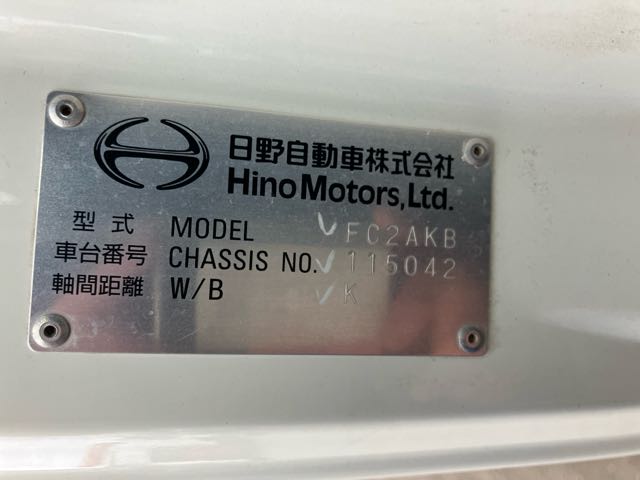 日野自動車株式会社
Hino Motors, Ltd.
型式 MODEL FC2AKB
車台番号 CHASSIS NO. 115042
軸間距離 W/B K